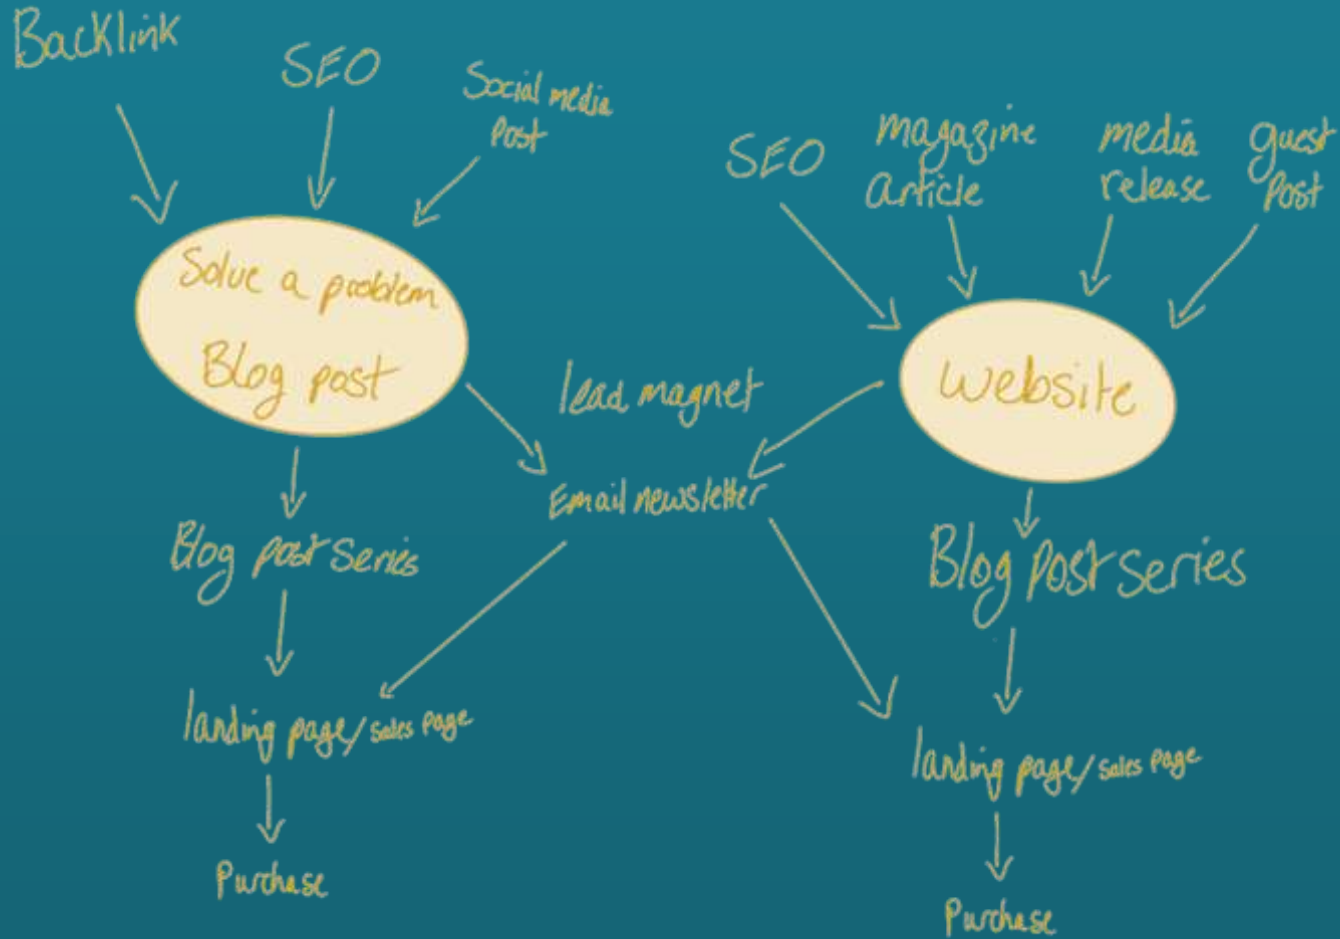 Backlink
SEO
Social media
Post
SEO
magazine
article
media
release
guest
Post
Solve a problem
Blog post
lead magnet
website
Email newsletter
Blog post series
Blog post series
landing page/sales page
landing page/sales page
Purchase
Purchase